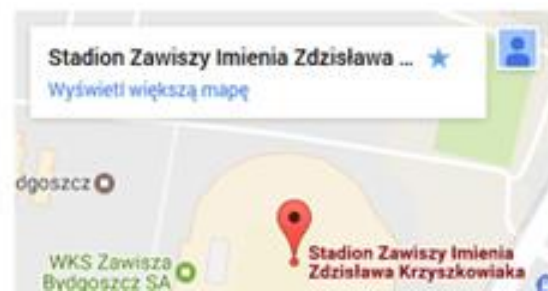 Stadion Zawiszy Imienia Zdzisława ...
Wyświetl większą mapę
dgoszcz
WKS Zawisza
Bydgoszcz SA
Stadion Zawiszy Imienia
Zdzisława Krzyszkowiaka